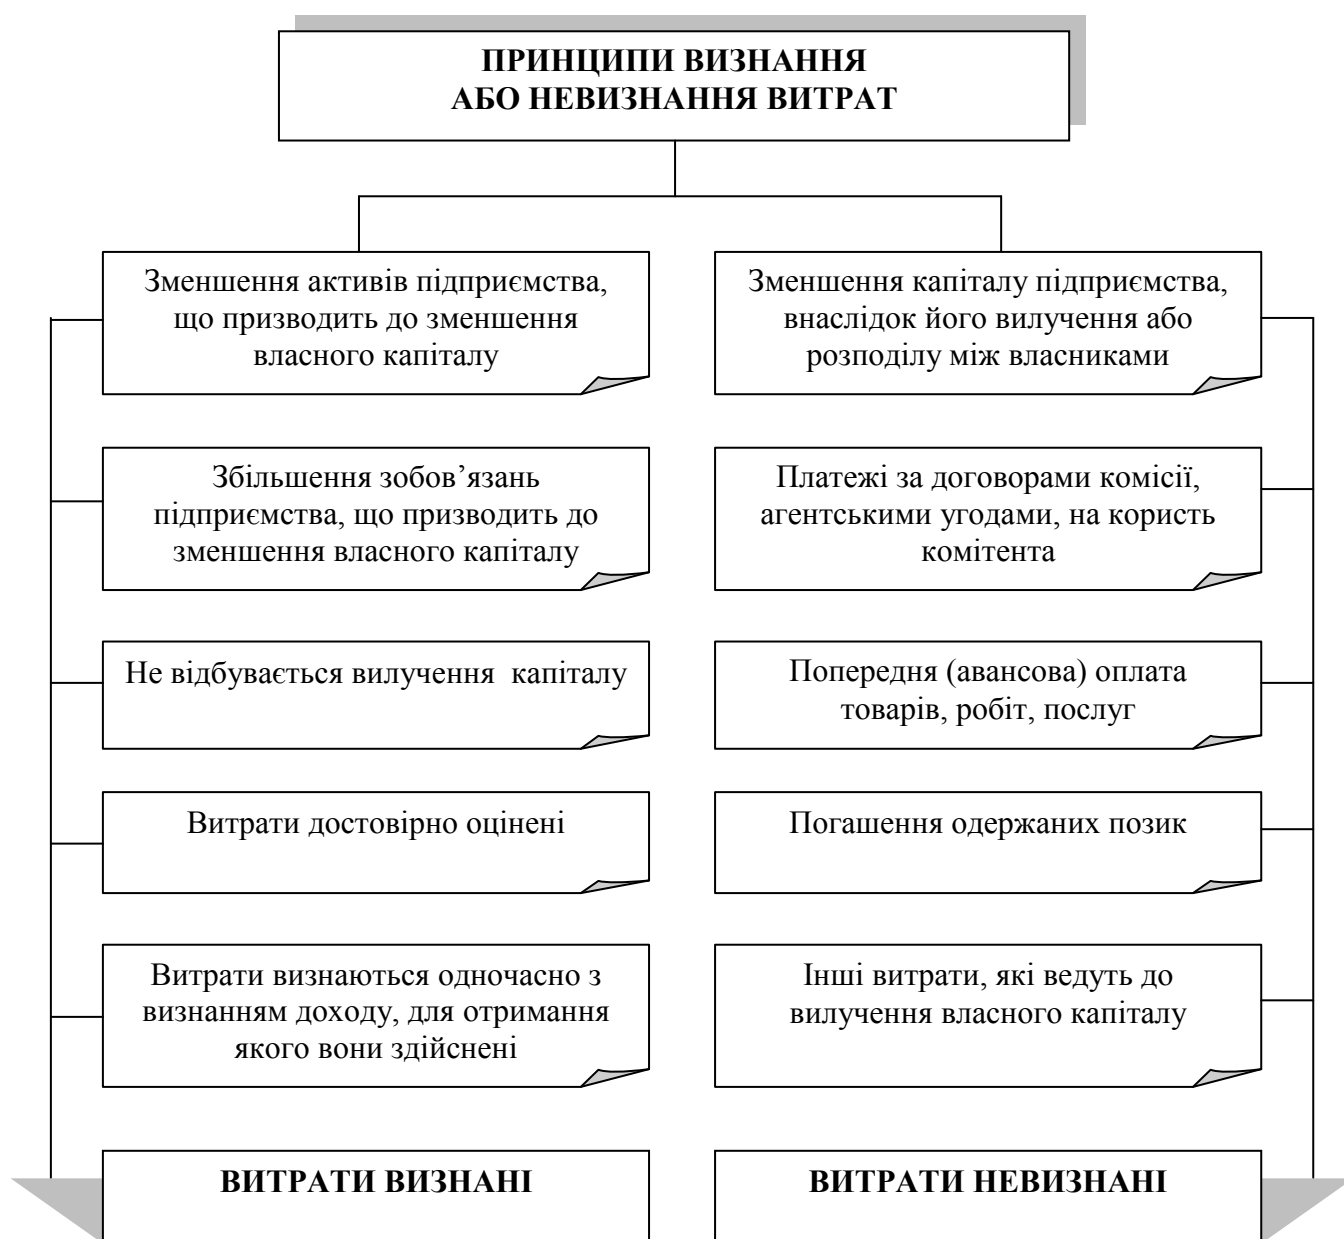 ПРИНЦИПИ ВИЗНАННЯ
АБО НЕВИЗНАННЯ ВИТРАТ
Зменшення активів підприємства,
що призводить до зменшення
власного капіталу
Збільшення зобов’язань
підприємства, що призводить до
зменшення власного капіталу
Не відбувається вилучення капіталу
Витрати достовірно оцінені
Витрати визнаються одночасно з
визнанням доходу, для отримання
якого вони здійснені
ВИТРАТИ ВИЗНАНІ
Зменшення капіталу підприємства,
внаслідок його вилучення або
розподілу між власниками
Платежі за договорами комісії,
агентськими угодами, на користь
комітента
Попередня (авансова) оплата
товарів, робіт, послуг
Погашення одержаних позик
Інші витрати, які ведуть до
вилучення власного капіталу
ВИТРАТИ НЕВИЗНАНІ